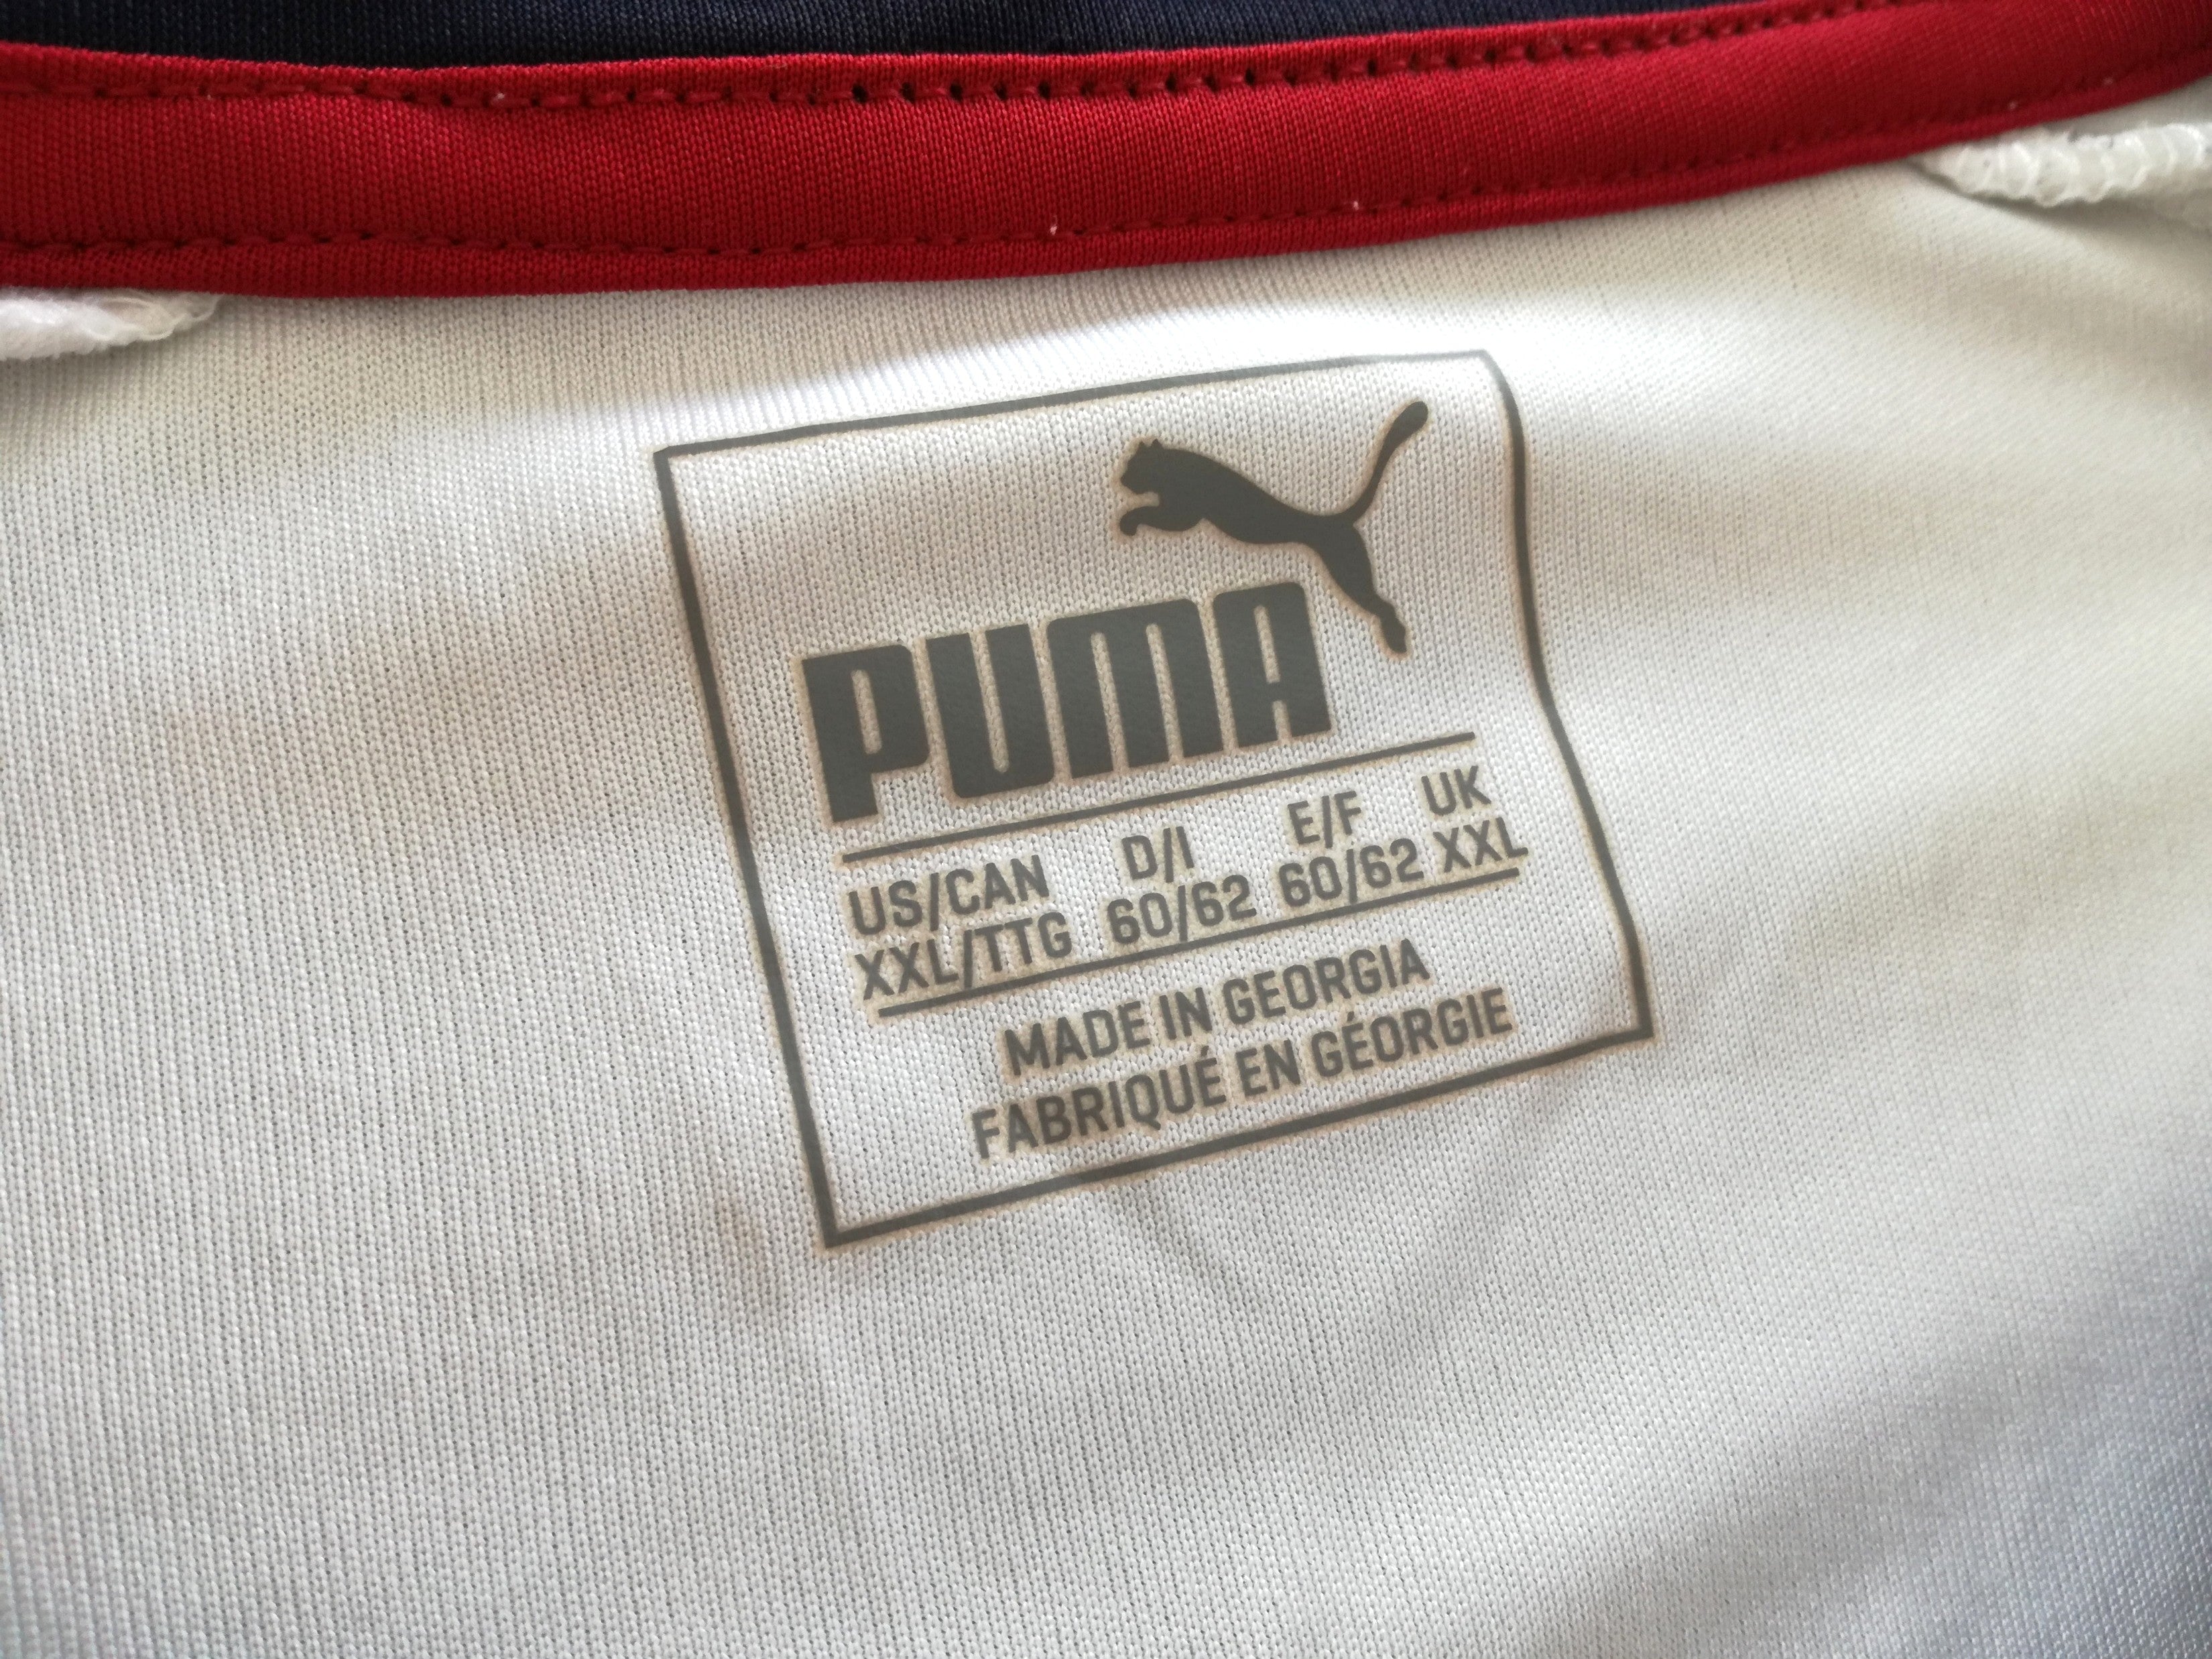 PUMA
US/CAN D/I E/F UK
XXL/TTG 60/62 60/62 XXL
MADE IN GEORGIA
FABRIQUÉ EN GÉORGIE